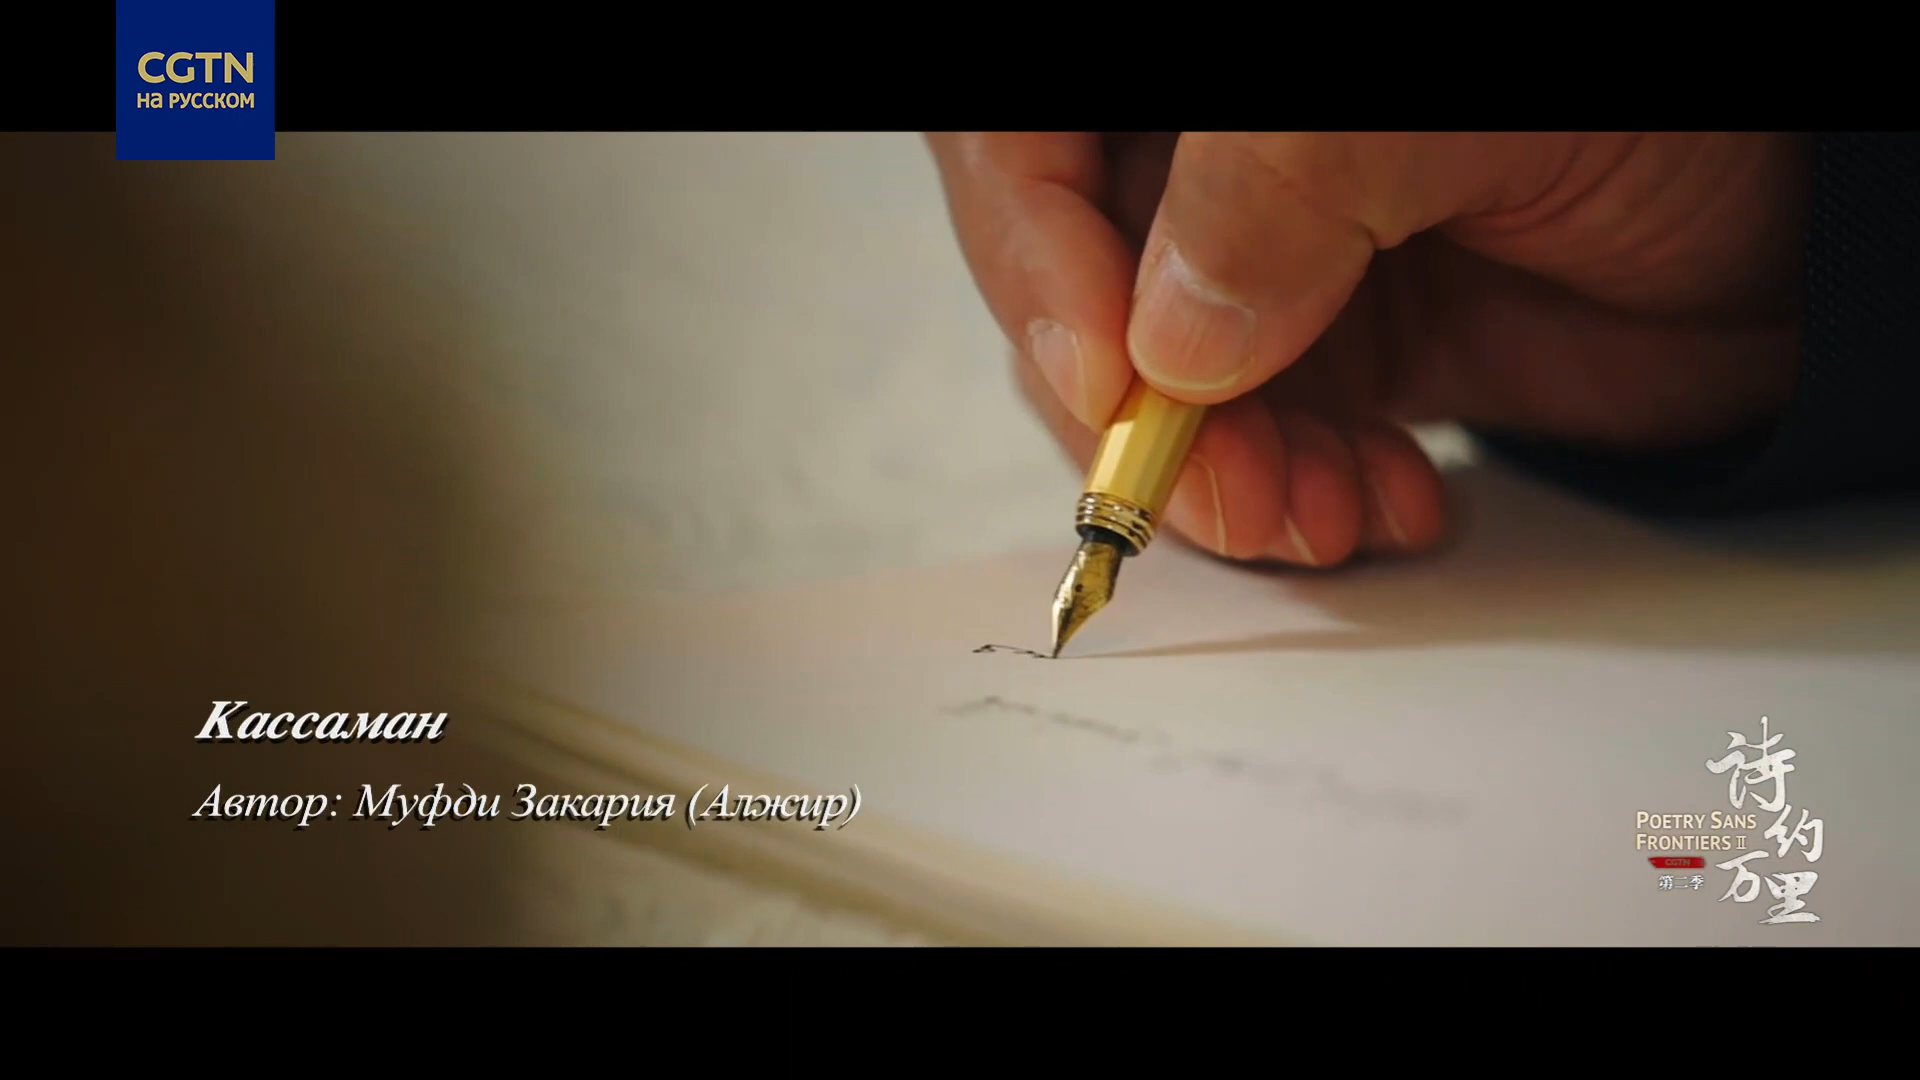 CGTN
на русском
Кассаман
Автор: Муфди Закария (Алжир)
诗约万里
POETRY SANS
FRONTIERS II
CGTN
第二季